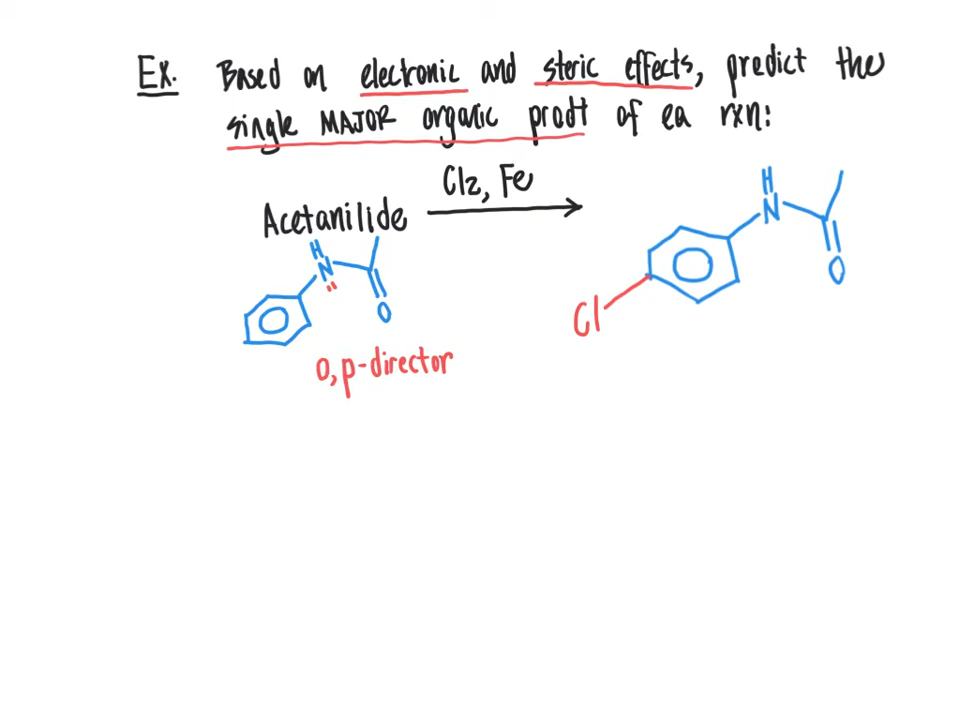 Ex. Based on electronic and steric effects, predict the
single MAJOR organic prodt of ea rxn:
Cl2, Fe
Acetanilide
H
N
O
H
N
O
Cl
O, p-director